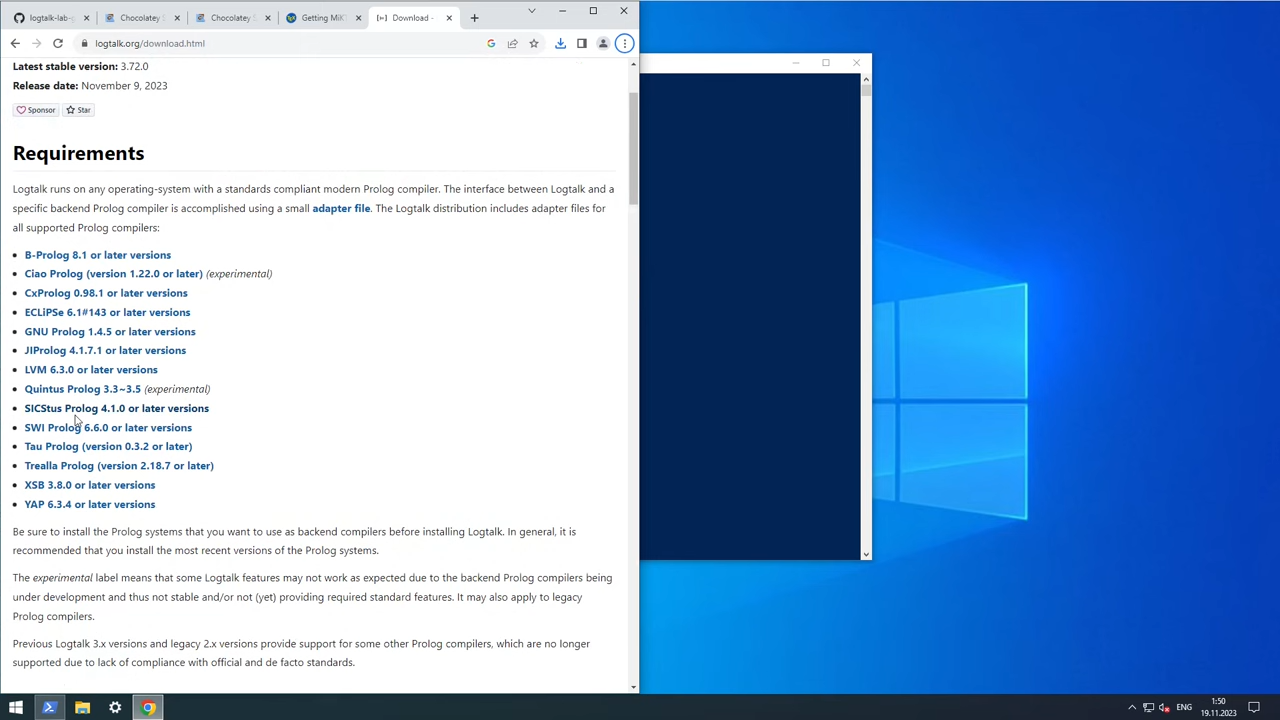 logtalk-lab-
Chocolatey
Chocolatey
Getting MiK
Download -
logtalk.org/download.html
Latest stable version: 3.72.0
Release date: November 9, 2023
Sponsor
Star
Requirements
Logtalk runs on any operating-system with a standards compliant modern Prolog compiler. The interface between Logtalk and a
specific backend Prolog compiler is accomplished using a small adapter file. The Logtalk distribution includes adapter files for
all supported Prolog compilers:
B-Prolog 8.1 or later versions
Ciao Prolog (version 1.22.0 or later) (experimental)
CxProlog 0.98.1 or later versions
ECLiPSe 6.1#143 or later versions
GNU Prolog 1.4.5 or later versions
JIProlog 4.1.7.1 or later versions
LVM 6.3.0 or later versions
Quintus Prolog 3.3~3.5 (experimental)
SICStus Prolog 4.1.0 or later versions
SWI Prolog 6.6.0 or later versions
Tau Prolog (version 0.3.2 or later)
Trealla Prolog (version 2.18.7 or later)
XSB 3.8.0 or later versions
YAP 6.3.4 or later versions
Be sure to install the Prolog systems that you want to use as backend compilers before installing Logtalk. In general, it is
recommended that you install the most recent versions of the Prolog systems.
The experimental label means that some Logtalk features may not work as expected due to the backend Prolog compilers being
under development and thus not stable and/or not (yet) providing required standard features. It may also apply to legacy
Prolog compilers.
Previous Logtalk 3.x versions and legacy 2.x versions provide support for some other Prolog compilers, which are no longer
supported due to lack of compliance with official and de facto standards.
ENG
1:50
19.11.2023